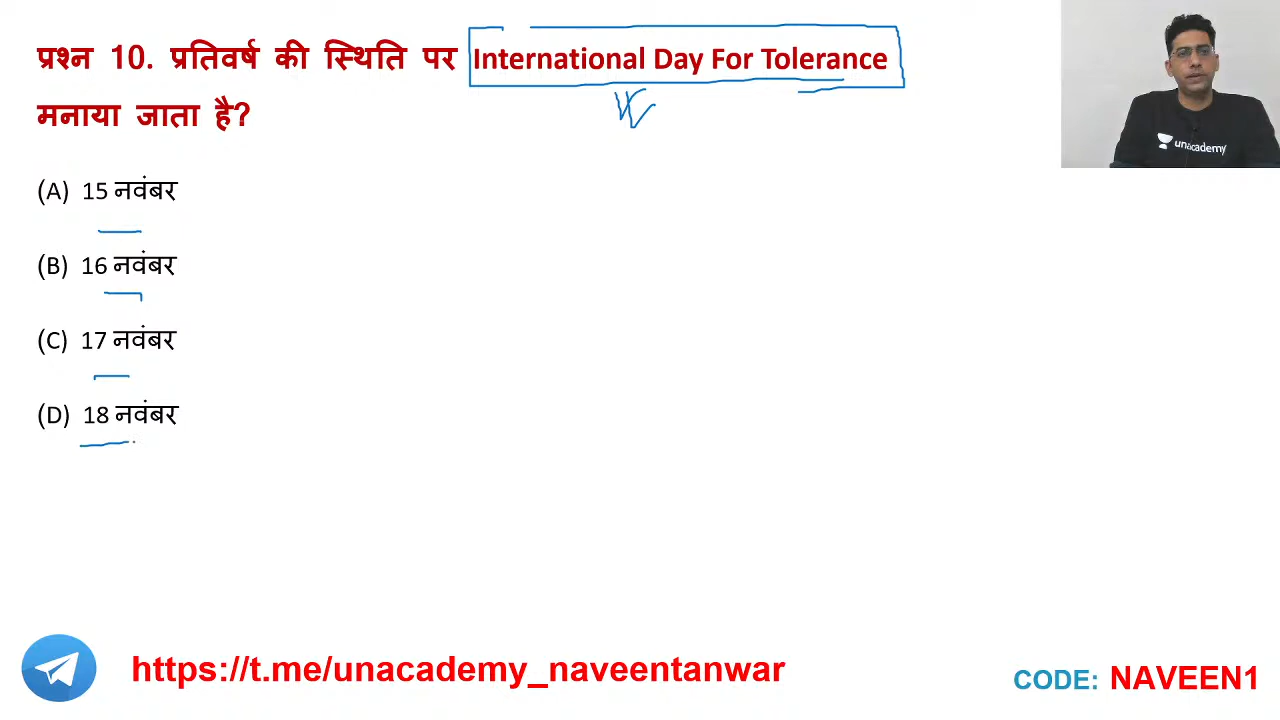 प्रश्न 10. प्रतिवर्ष की स्थिति पर International Day For Tolerance
मनाया जाता है?
(A) 15 नवंबर
(B) 16 नवंबर
(C) 17 नवंबर
(D) 18 नवंबर
unacademy
https://t.me/unacademy_naveentanwar
CODE: NAVEEN1